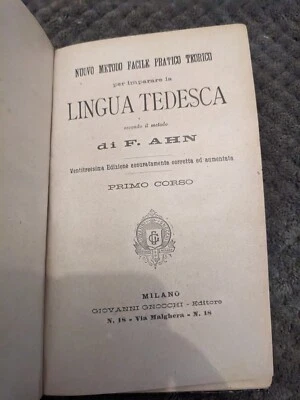 NUOVO METODO FACILE PRATICO TEORICO
per imparare la
LINGUA TEDESCA
secondo il metodo
di F. AHN
Ventitreesima Edizione accuratamente corretta ed aumentata
PRIMO CORSO
MILANO
GIOVANNI GNOCCHI - Editore
N. 18 - Via Malghera - N. 18